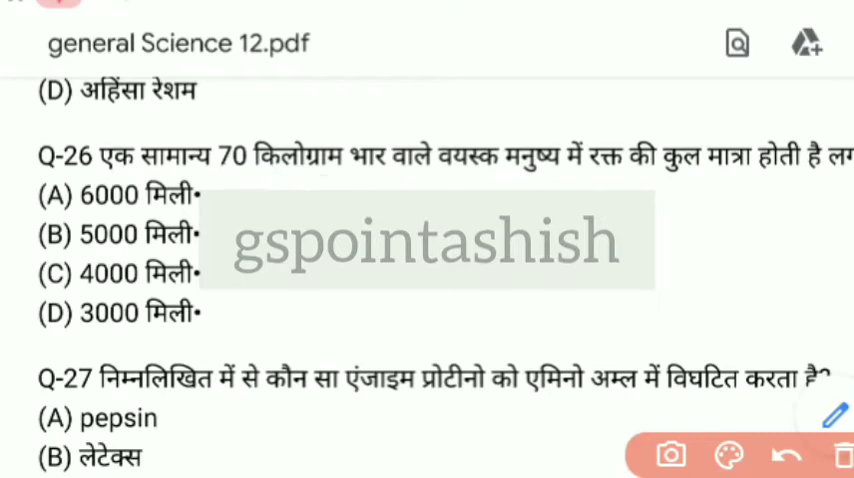 general Science 12.pdf
(D) अहिंसा रेशम
Q-26 एक सामान्य 70 किलोग्राम भार वाले वयस्क मनुष्य में रक्त की कुल मात्रा होती है
(A) 6000 मिली•
(B) 5000 मिली•
gspointashish
(C) 4000 मिली•
(D) 3000 मिली•
Q-27 निम्नलिखित में से कौन सा एंजाइम प्रोटीनो को एमिनो अम्ल में विघटित करता है?
(A) pepsin
(B) लेटेक्स